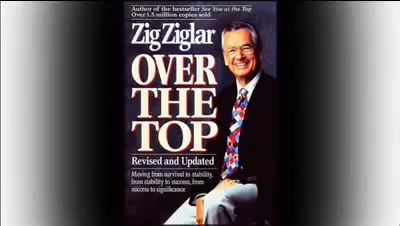 Author of the bestseller See You at the Top
Over 1.5 million copies sold
Zig Ziglar
OVER
THE
TOP
Revised and Updated
Moving from survival to stability,
from stability to success, from
success to significance